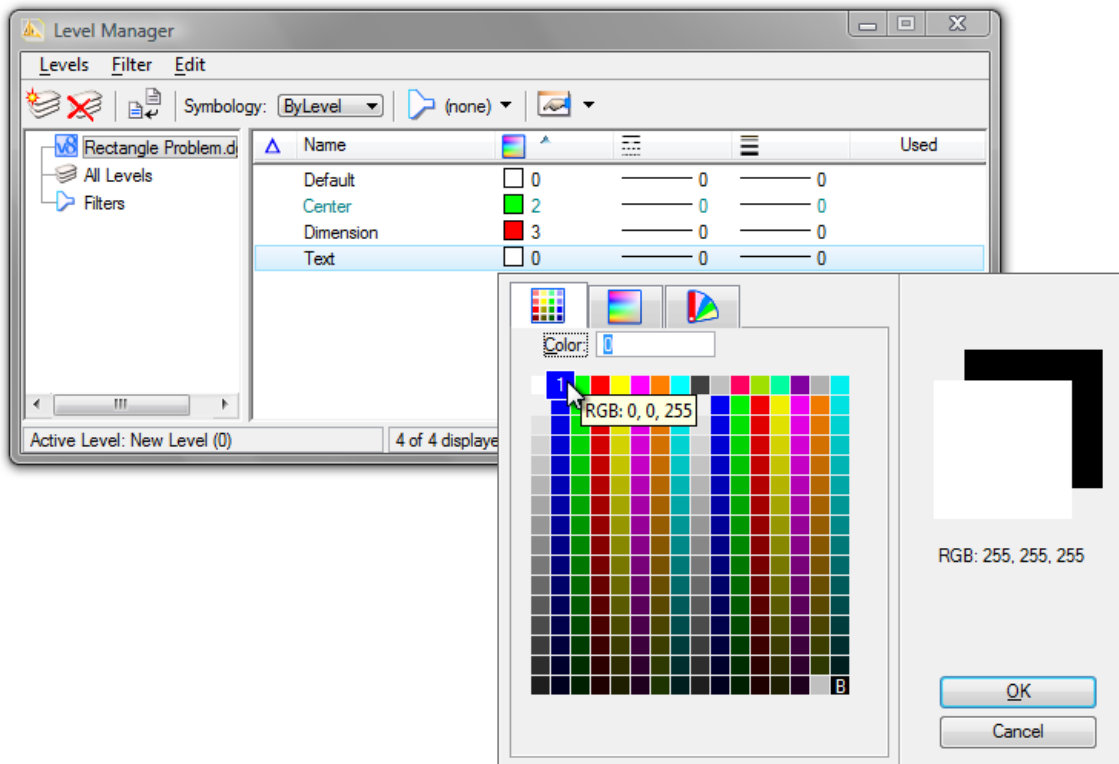 Level Manager
Levels Filter Edit
Symbology: ByLevel (none)
v8 Rectangle Problem.d
All Levels
Filters
Name Used
Default 0 0 0
Center 2 0 0
Dimension 3 0 0
Text 0 0 0
Active Level: New Level (0) 4 of 4 displaye
Color: 0
1
RGB: 0, 0, 255
B
RGB: 255, 255, 255
OK
Cancel